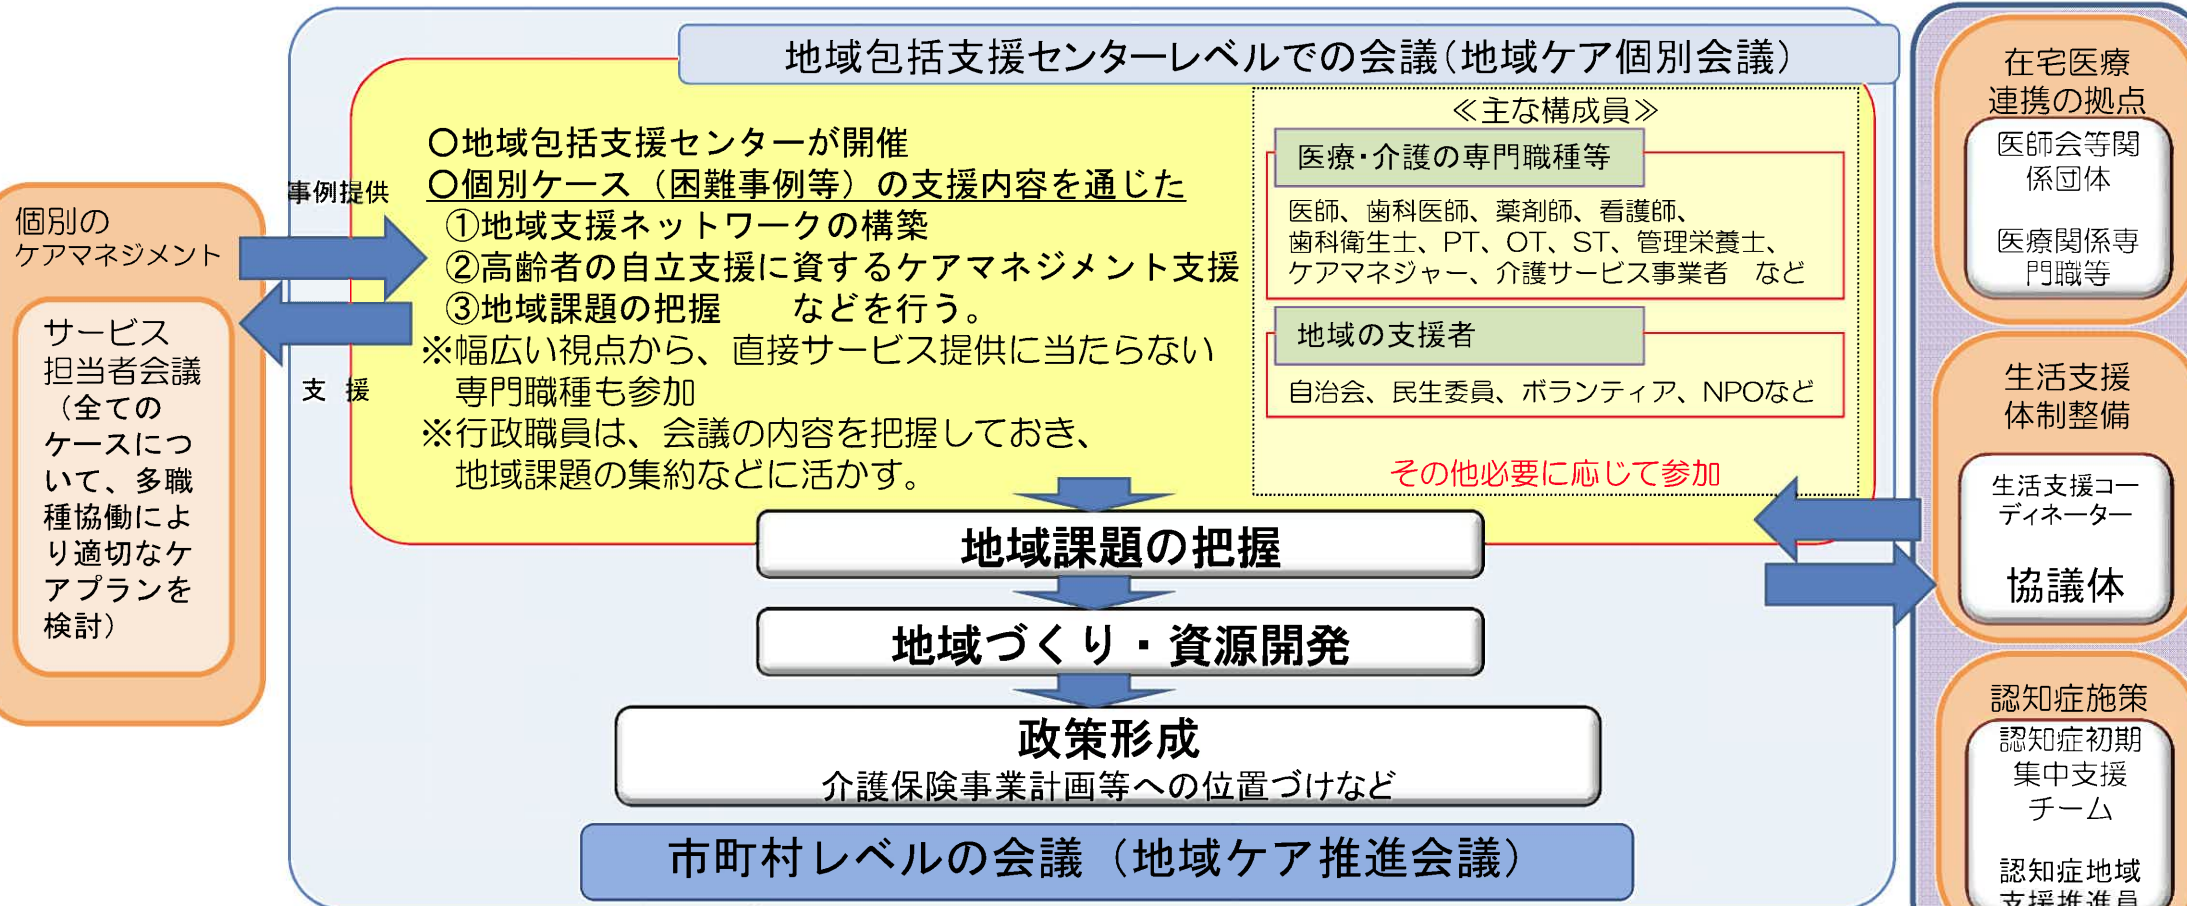 地域包括支援センターレベルでの会議(地域ケア個別会議)
個別の
ケアマネジメント
サービス
担当者会議
(全ての
ケースにつ
いて、多職
種協働によ
り適切なケ
アプランを
検討)
事例提供
支 援
〇地域包括支援センターが開催
〇個別ケース(困難事例等)の支援内容を通じた
①地域支援ネットワークの構築
②高齢者の自立支援に資するケアマネジメント支援
③地域課題の把握 などを行う。
※幅広い視点から、直接サービス提供に当たらない
専門職種も参加
※行政職員は、会議の内容を把握しておき、
地域課題の集約などに活かす。
≪主な構成員≫
医療・介護の専門職種等
医師、歯科医師、薬剤師、看護師、
歯科衛生士、PT、OT、ST、管理栄養士、
ケアマネジャー、介護サービス事業者 など
地域の支援者
自治会、民生委員、ボランティア、NPOなど
その他必要に応じて参加
地域課題の把握
地域づくり・資源開発
政策形成
介護保険事業計画等への位置づけなど
市町村レベルの会議(地域ケア推進会議)
在宅医療
連携の拠点
医師会等関
係団体
医療関係専
門職等
生活支援
体制整備
生活支援コー
ディネーター
協議体
認知症施策
認知症初期
集中支援
チーム
認知症地域
支援推進員